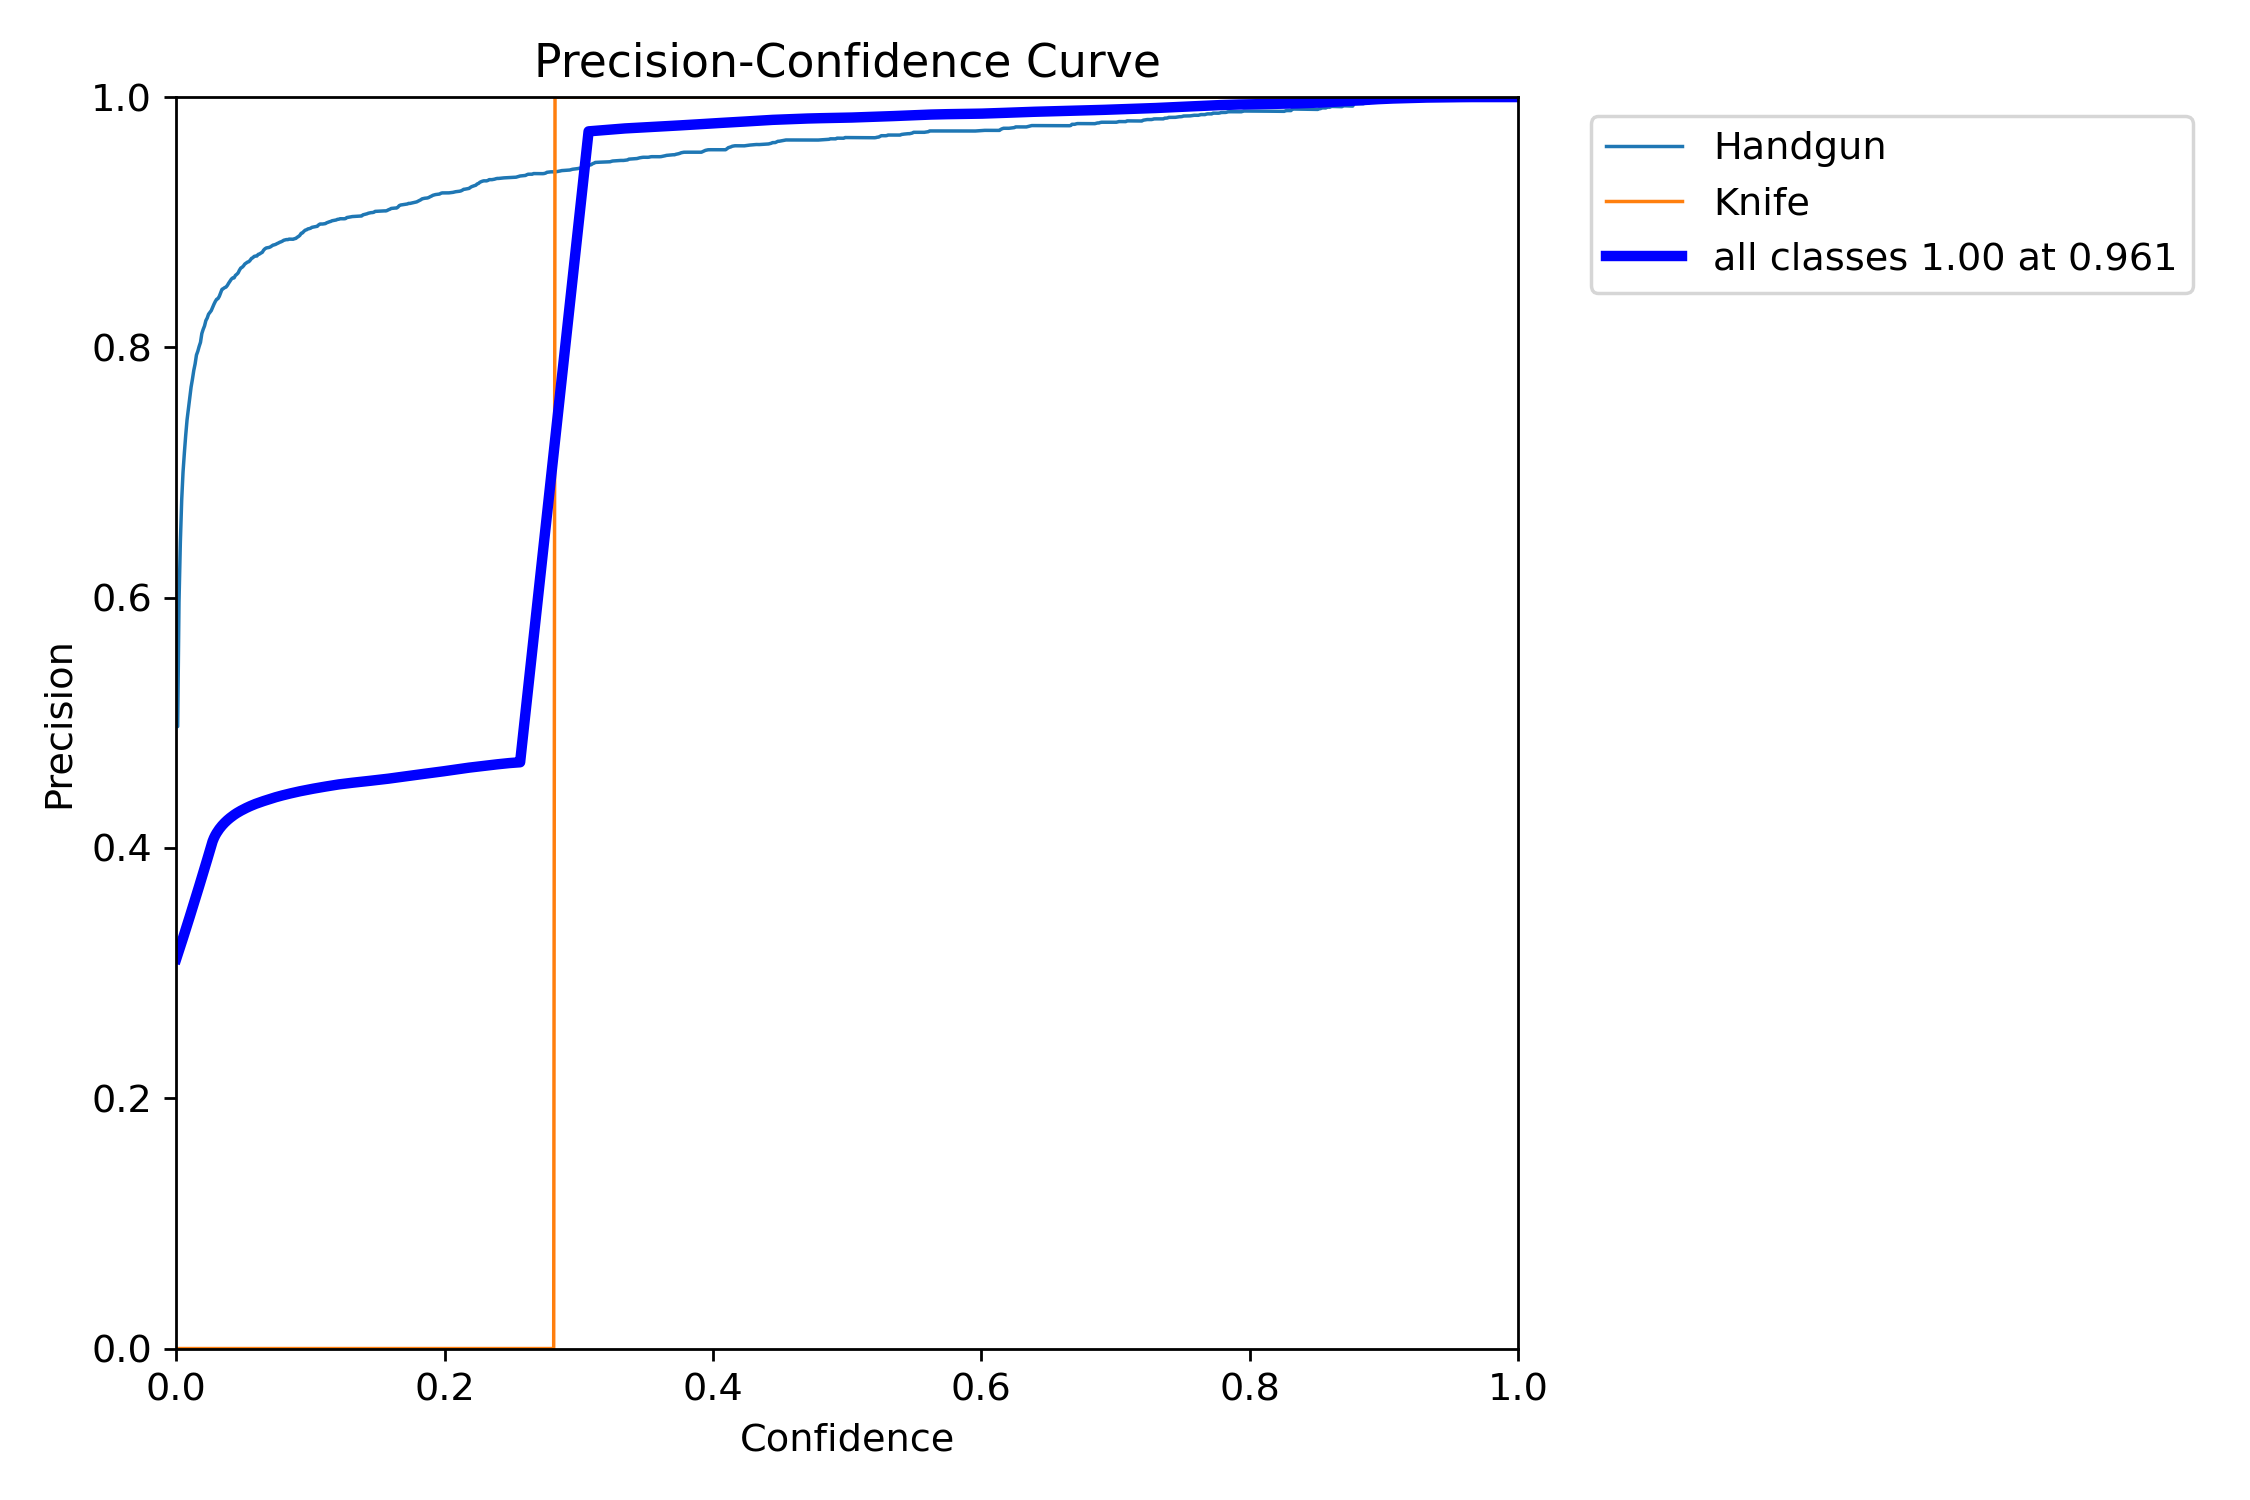 Precision-Confidence Curve
1.0
0.8
0.6
0.4
0.2
0.0
Precision
0.0 0.2 0.4 0.6 0.8 1.0
Confidence
Handgun
Knife
all classes 1.00 at 0.961